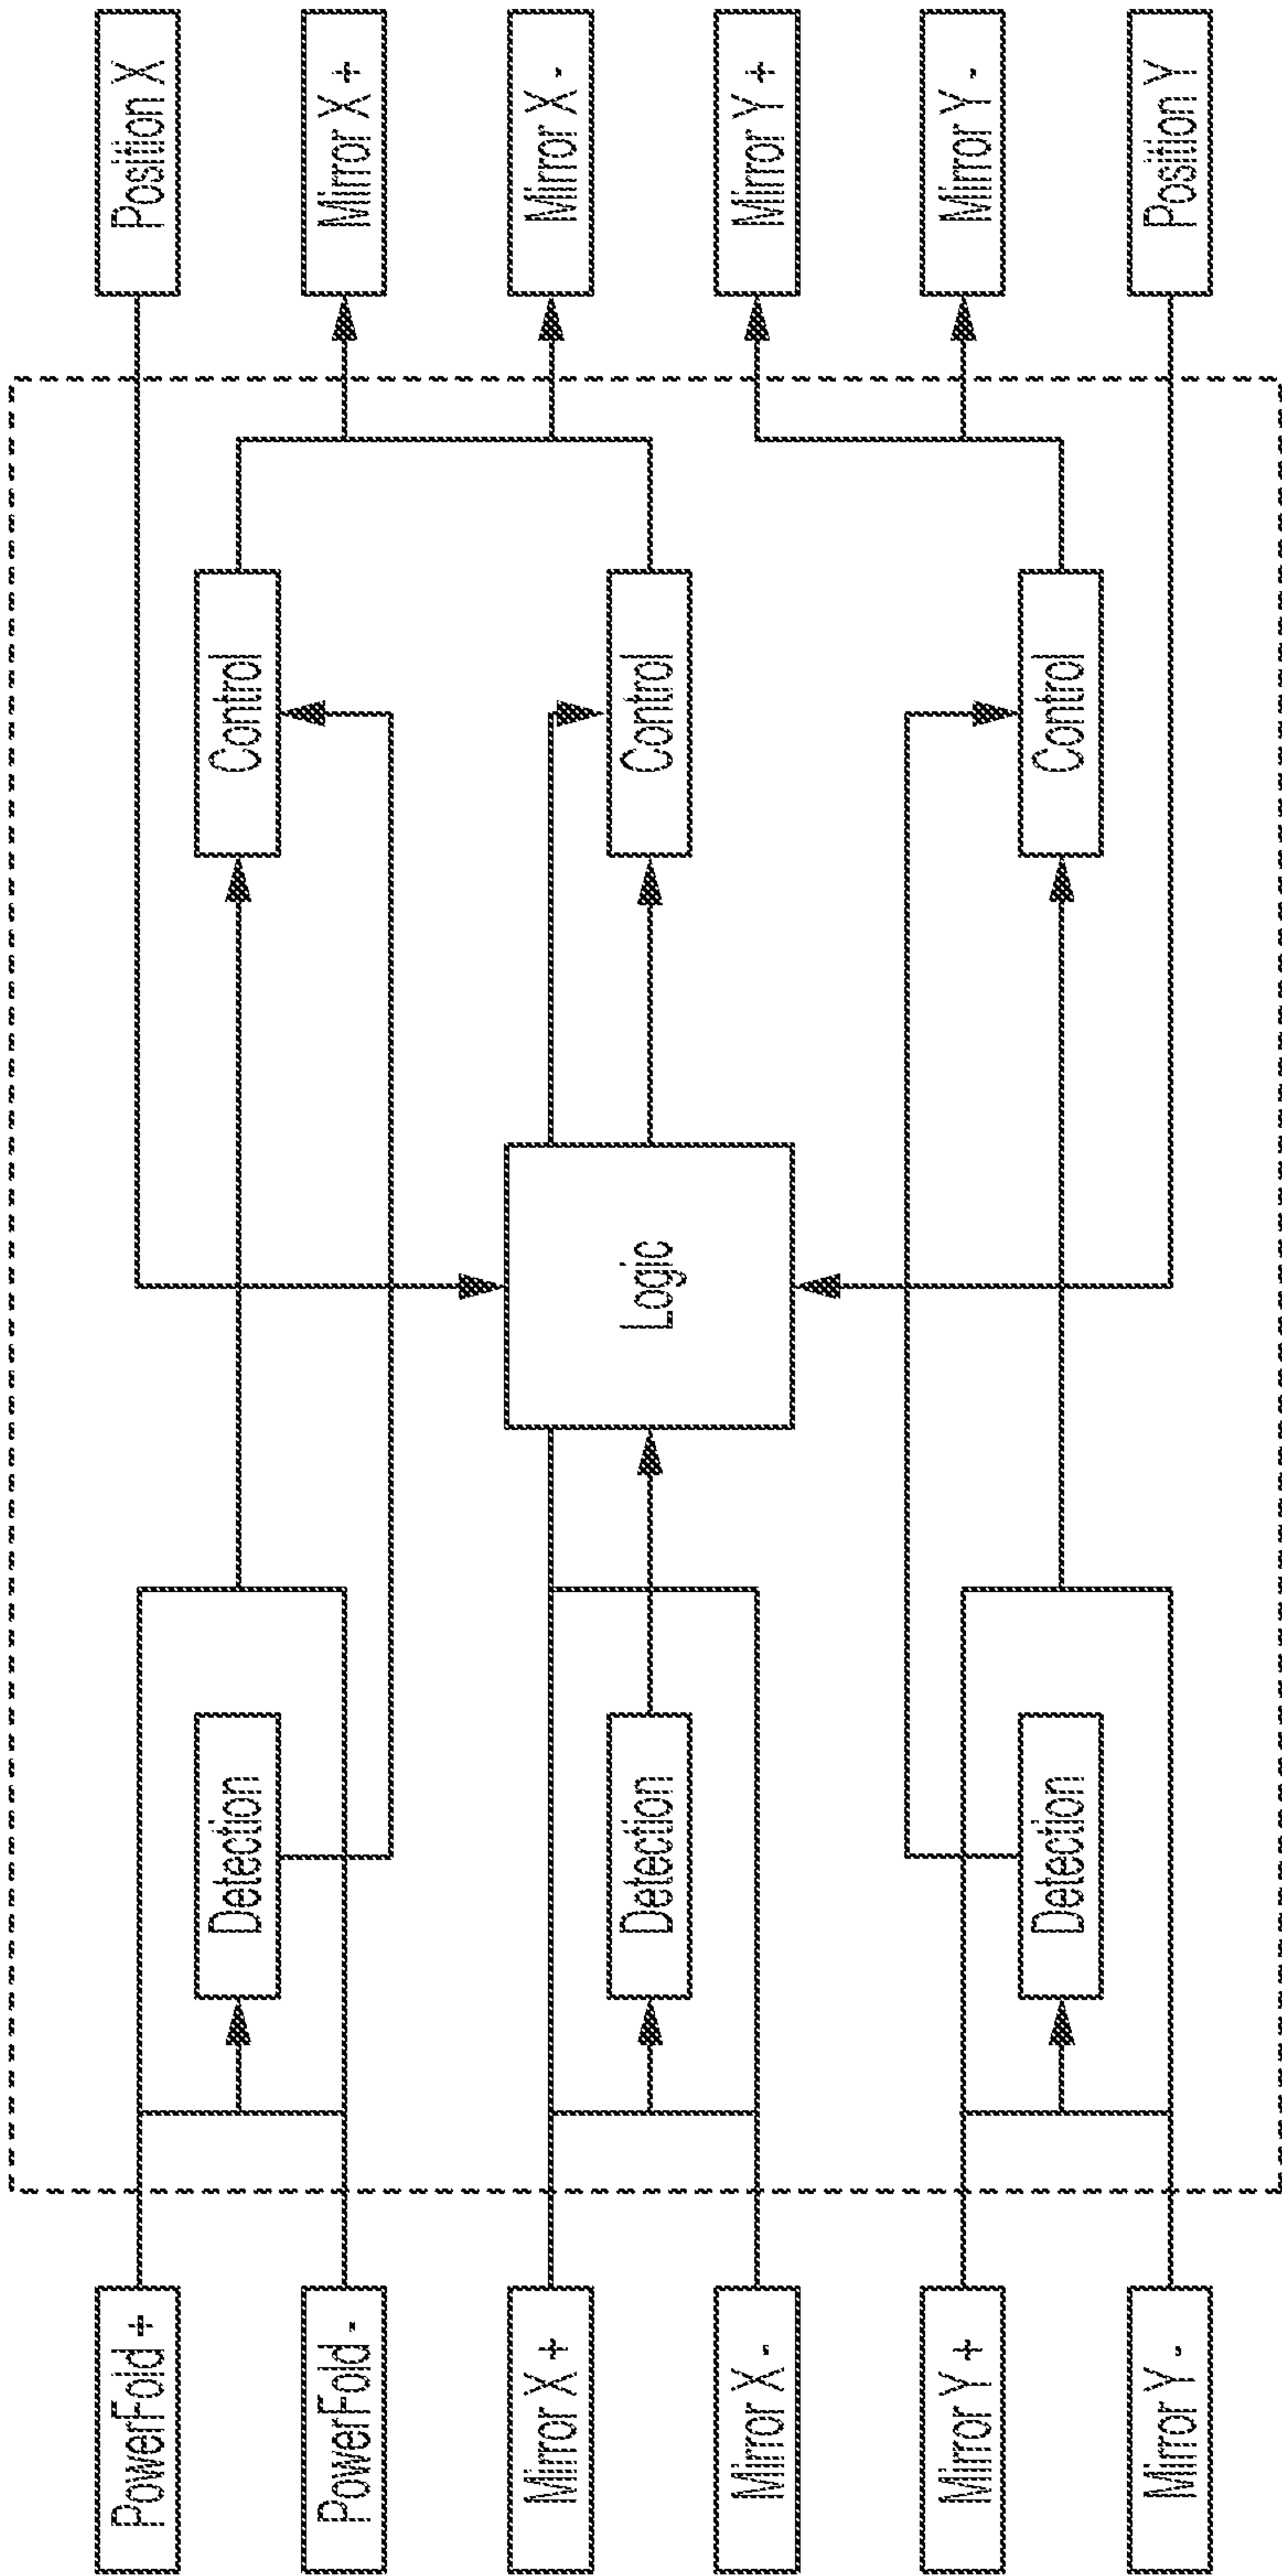 PowerFold +
PowerFold -
Mirror X +
Mirror X -
Mirror Y +
Mirror Y -
Detection
Detection
Detection
Logic
Control
Control
Control
Position X
Mirror X +
Mirror X -
Mirror Y +
Mirror Y -
Position Y